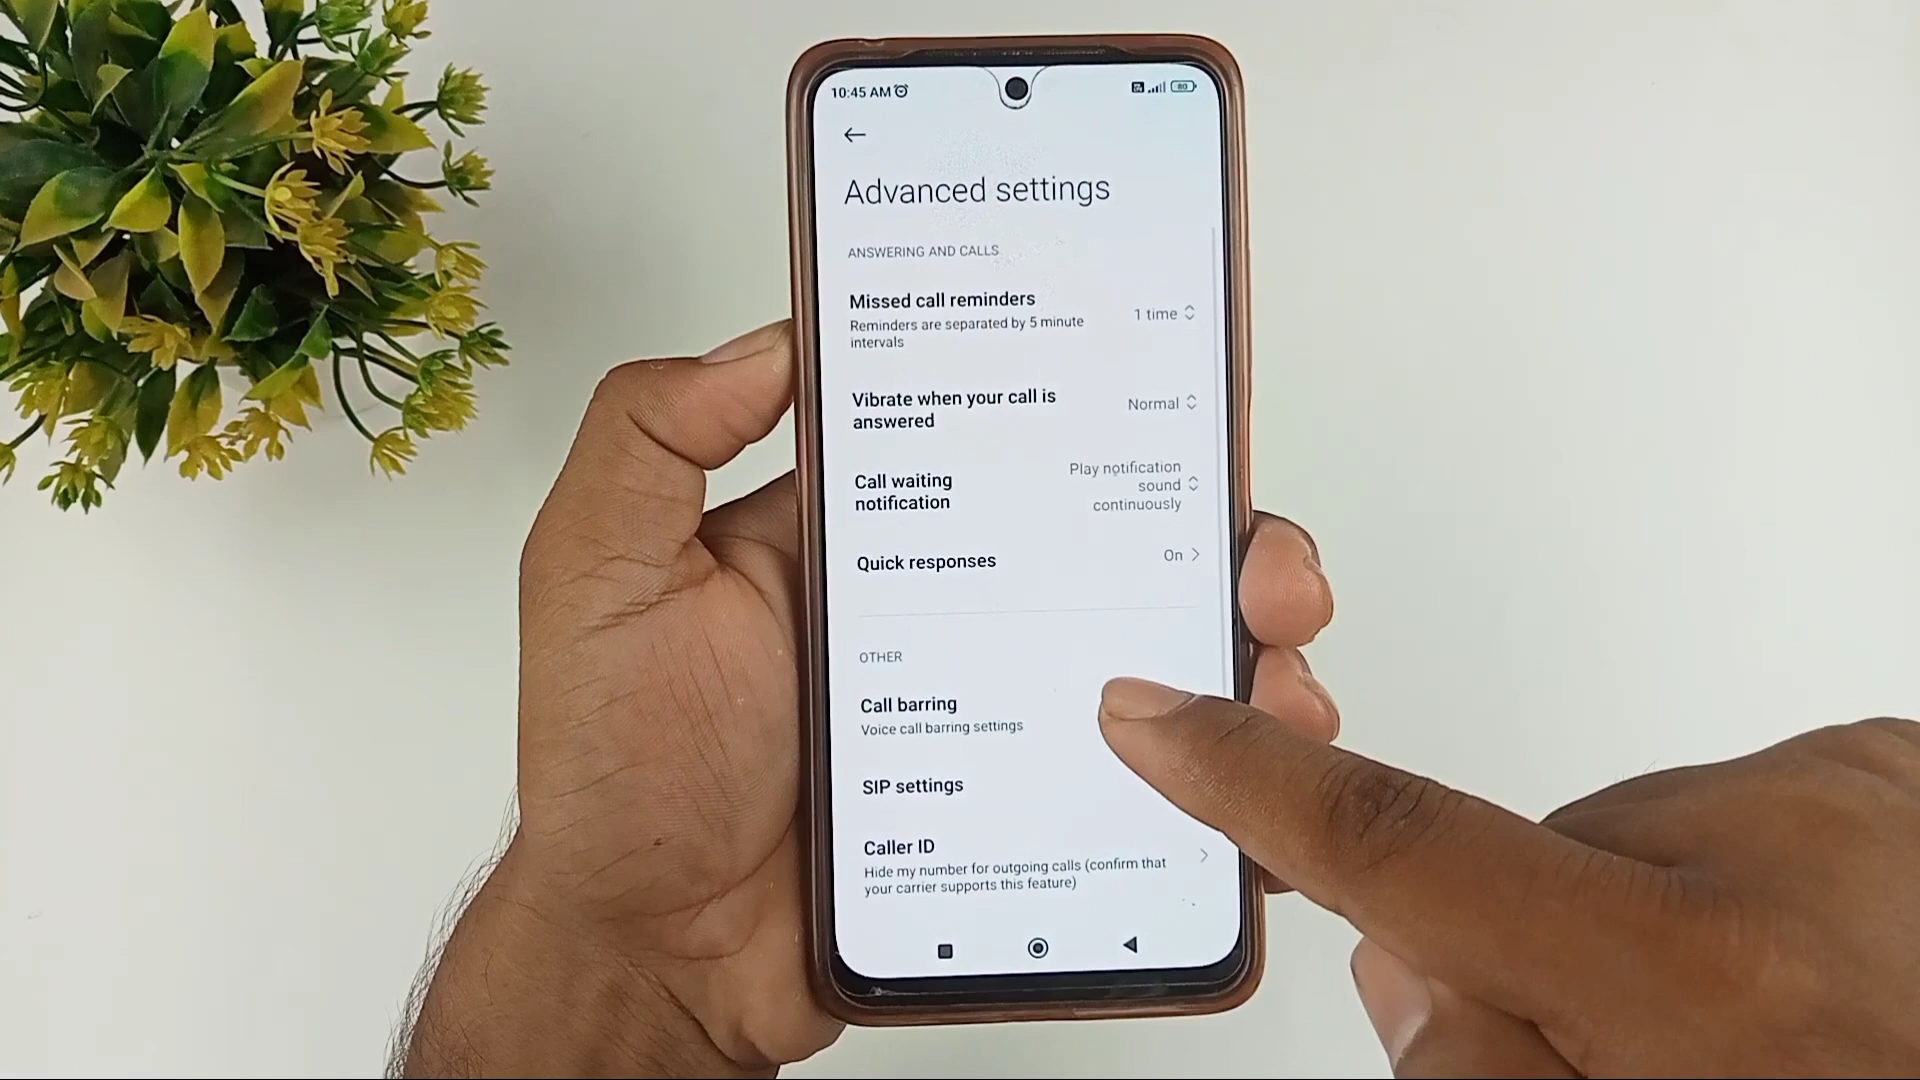 10:45 AM
80
Advanced settings
ANSWERING AND CALLS
Missed call reminders
Reminders are separated by 5 minute
intervals
1 time
Vibrate when your call is
answered
Normal
Call waiting
notification
Play notification
sound
continuously
Quick responses
On
OTHER
Call barring
Voice call barring settings
SIP settings
Caller ID
Hide my number for outgoing calls (confirm that
your carrier supports this feature)